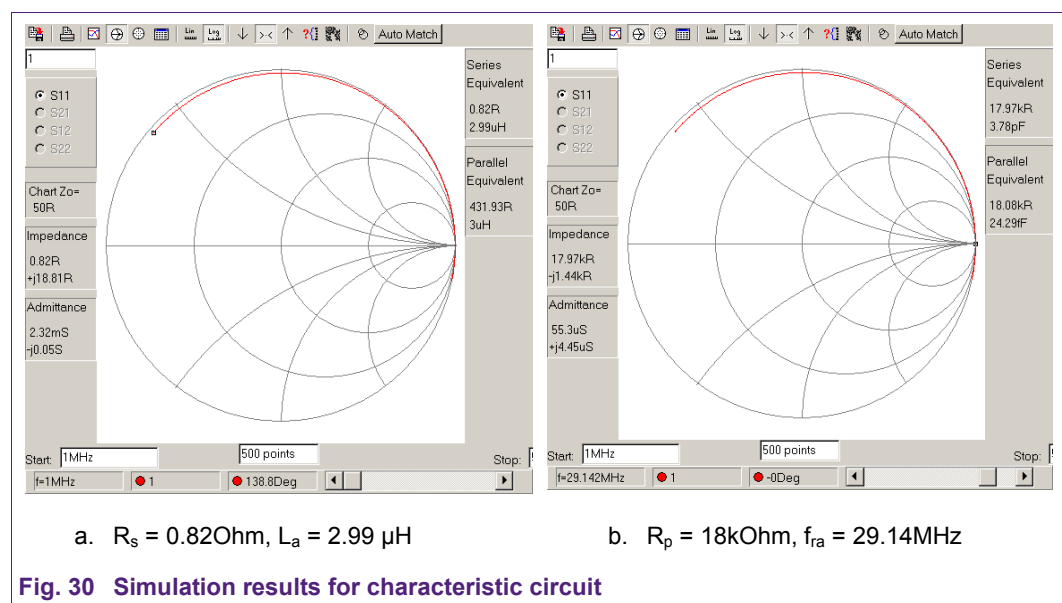 Lin
Log
?{}
Auto Match
1
S11
S21
S12
S22
Chart Zo=
50R
Impedance
0.82R
+j18.81R
Admittance
2.32mS
-j0.05S
Series
Equivalent
0.82R
2.99uH
Parallel
Equivalent
431.93R
3uH
Start: 1MHz
500 points
Stop:
f=1MHz
1
138.8Deg
Lin
Log
?{}
Auto Match
1
S11
S21
S12
S22
Chart Zo=
50R
Impedance
17.97kR
-j1.44kR
Admittance
55.3uS
+j4.45uS
Series
Equivalent
17.97kR
3.78pF
Parallel
Equivalent
18.08kR
24.29fF
Start: 1MHz
500 points
Stop:
f=29.142MHz
1
-0Deg
a. Rs = 0.82Ohm, La = 2.99 µH
b. Rp = 18kOhm, fra = 29.14MHz
Fig. 30 Simulation results for characteristic circuit